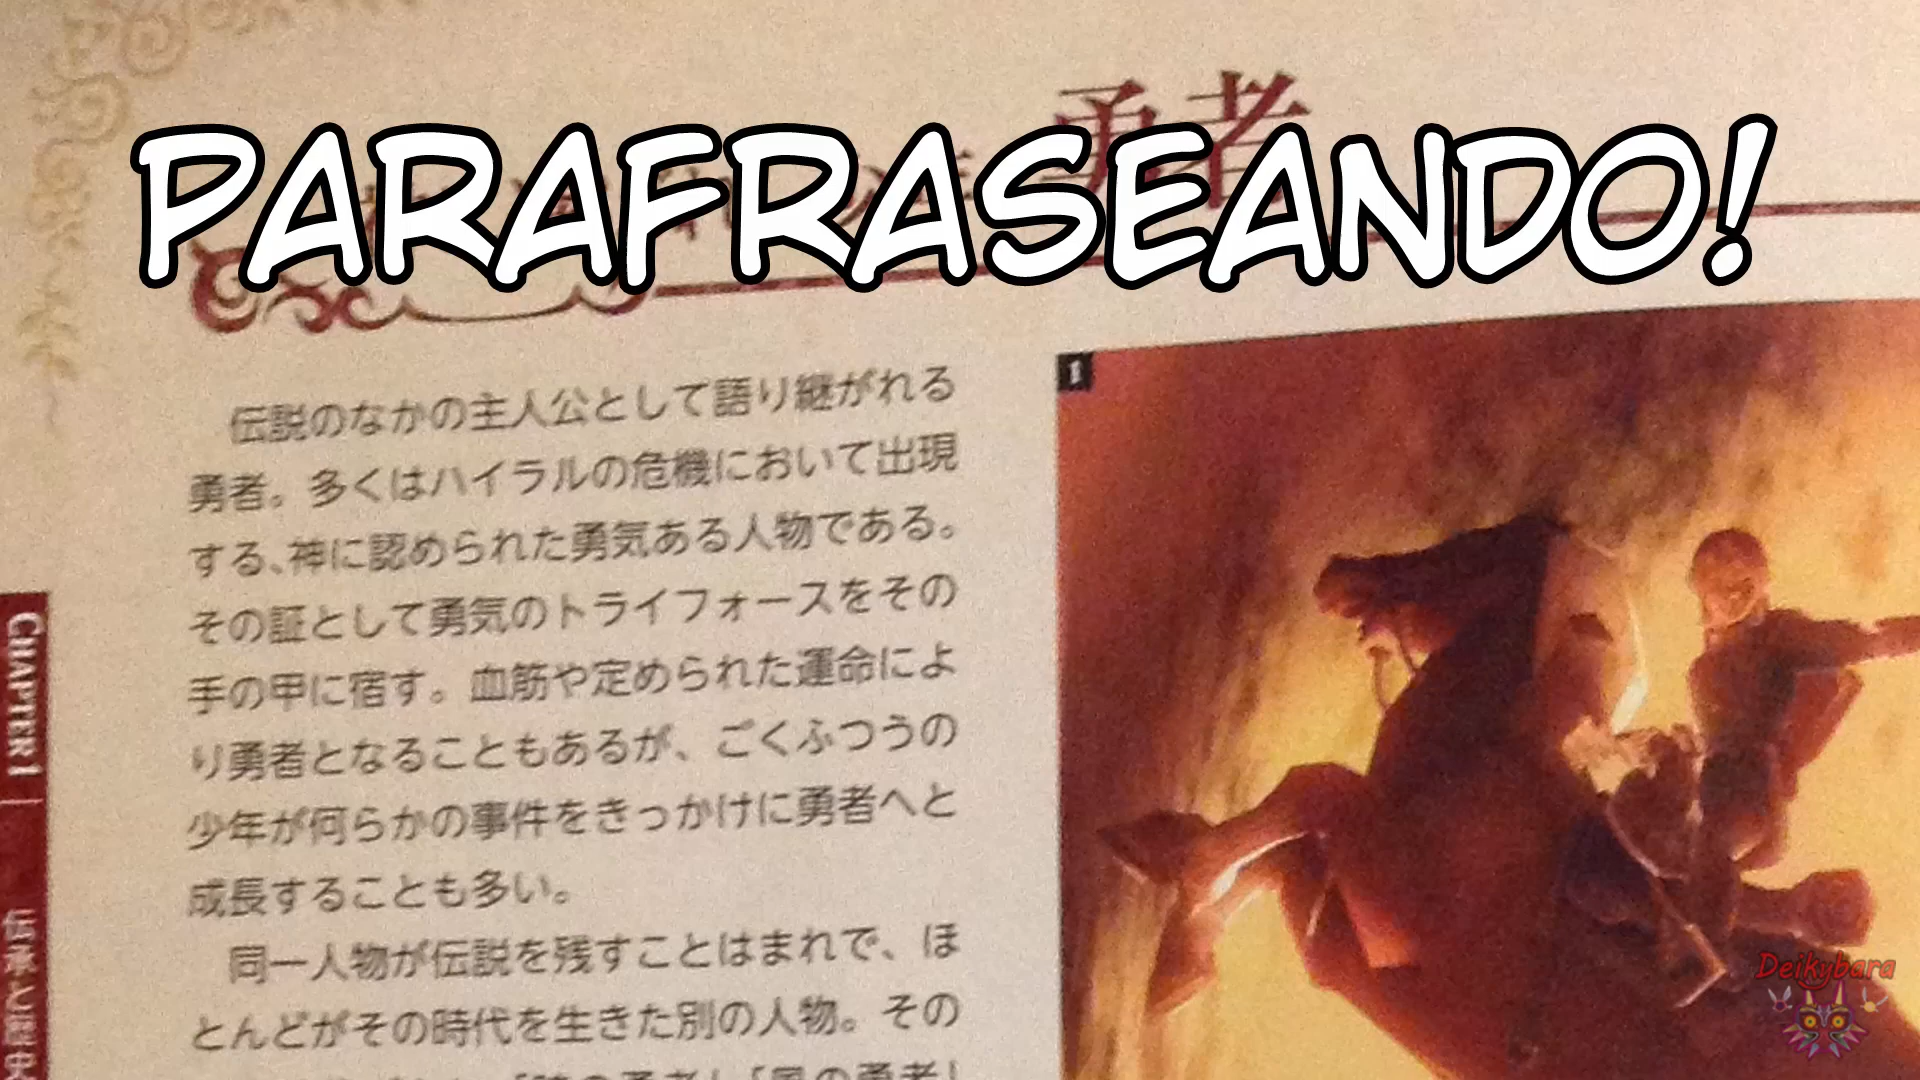 勇者
PARAFRASEANDO!
1
伝説のなかの主人公として語り継がれる
勇者。多くはハイラルの危機において出現
する、神に認められた勇気ある人物である。
その証として勇気のトライフォースをその
手の甲に宿す。血筋や定められた運命によ
り勇者となることもあるが、ごくふつうの
少年が何らかの事件をきっかけに勇者へと
成長することも多い。
同一人物が伝説を残すことはまれで、ほ
とんどがその時代を生きた別の人物。その
CHAPTER 1
Deikybara